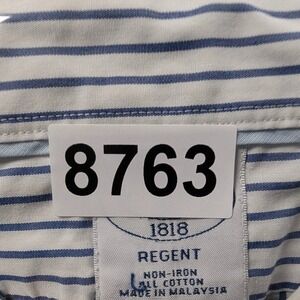 8763
1818
REGENT
NON-IRON
ALL COTTON
MADE IN MALAYSIA